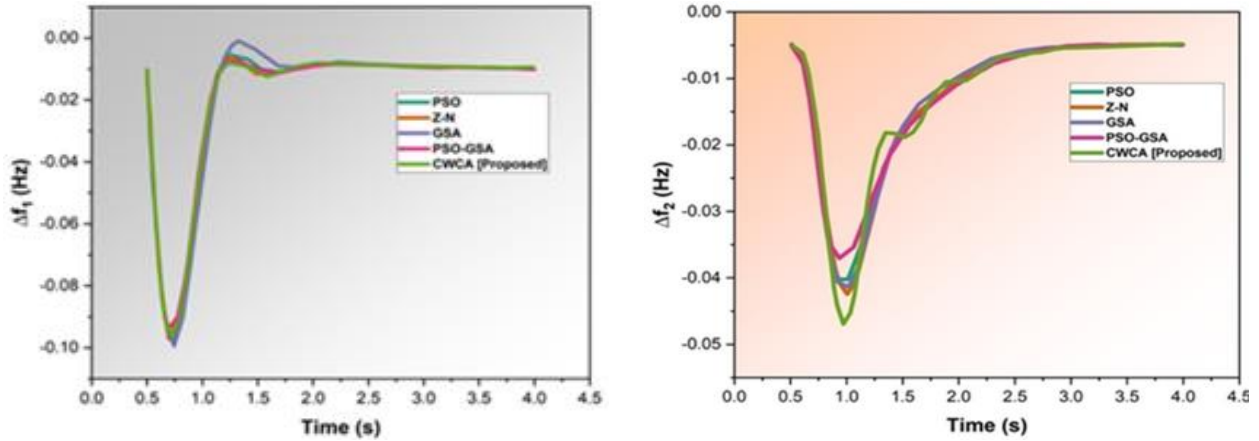 0.00
-0.02
-0.04
-0.06
-0.08
-0.10
Δf₁ (Hz)
PSO
Z-N
GSA
PSO-GSA
CWCA [Proposed]
0.0 0.5 1.0 1.5 2.0 2.5 3.0 3.5 4.0 4.5
Time (s)
0.00
-0.01
-0.02
-0.03
-0.04
-0.05
Δf₂ (Hz)
PSO
Z-N
GSA
PSO-GSA
CWCA [Proposed]
0.0 0.5 1.0 1.5 2.0 2.5 3.0 3.5 4.0 4.5
Time (s)